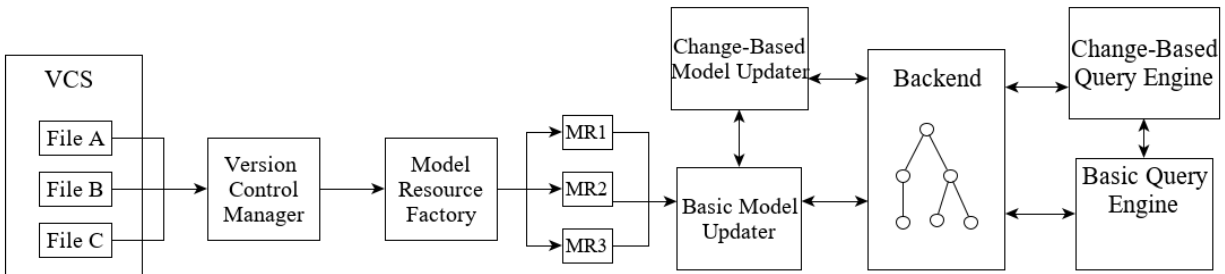 VCS
File A
File B
File C
Version
Control
Manager
Model
Resource
Factory
MR1
MR2
MR3
Change-Based
Model Updater
Basic Model
Updater
Backend
Change-Based
Query Engine
Basic Query
Engine